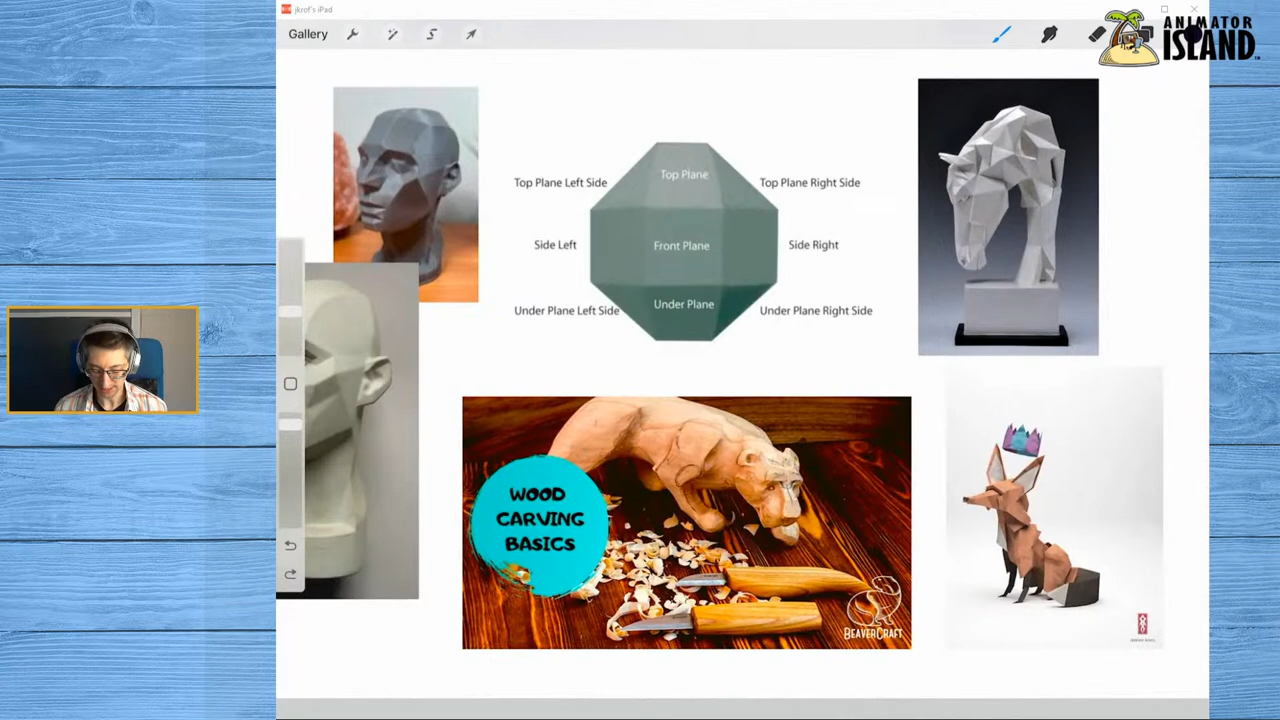 jkrof's iPad
Gallery
ANIMATOR
ISLAND
Top Plane
Top Plane Left Side
Top Plane Right Side
Side Left
Front Plane
Side Right
Under Plane
Under Plane Left Side
Under Plane Right Side
WOOD
CARVING
BASICS
BEAVERCRAFT